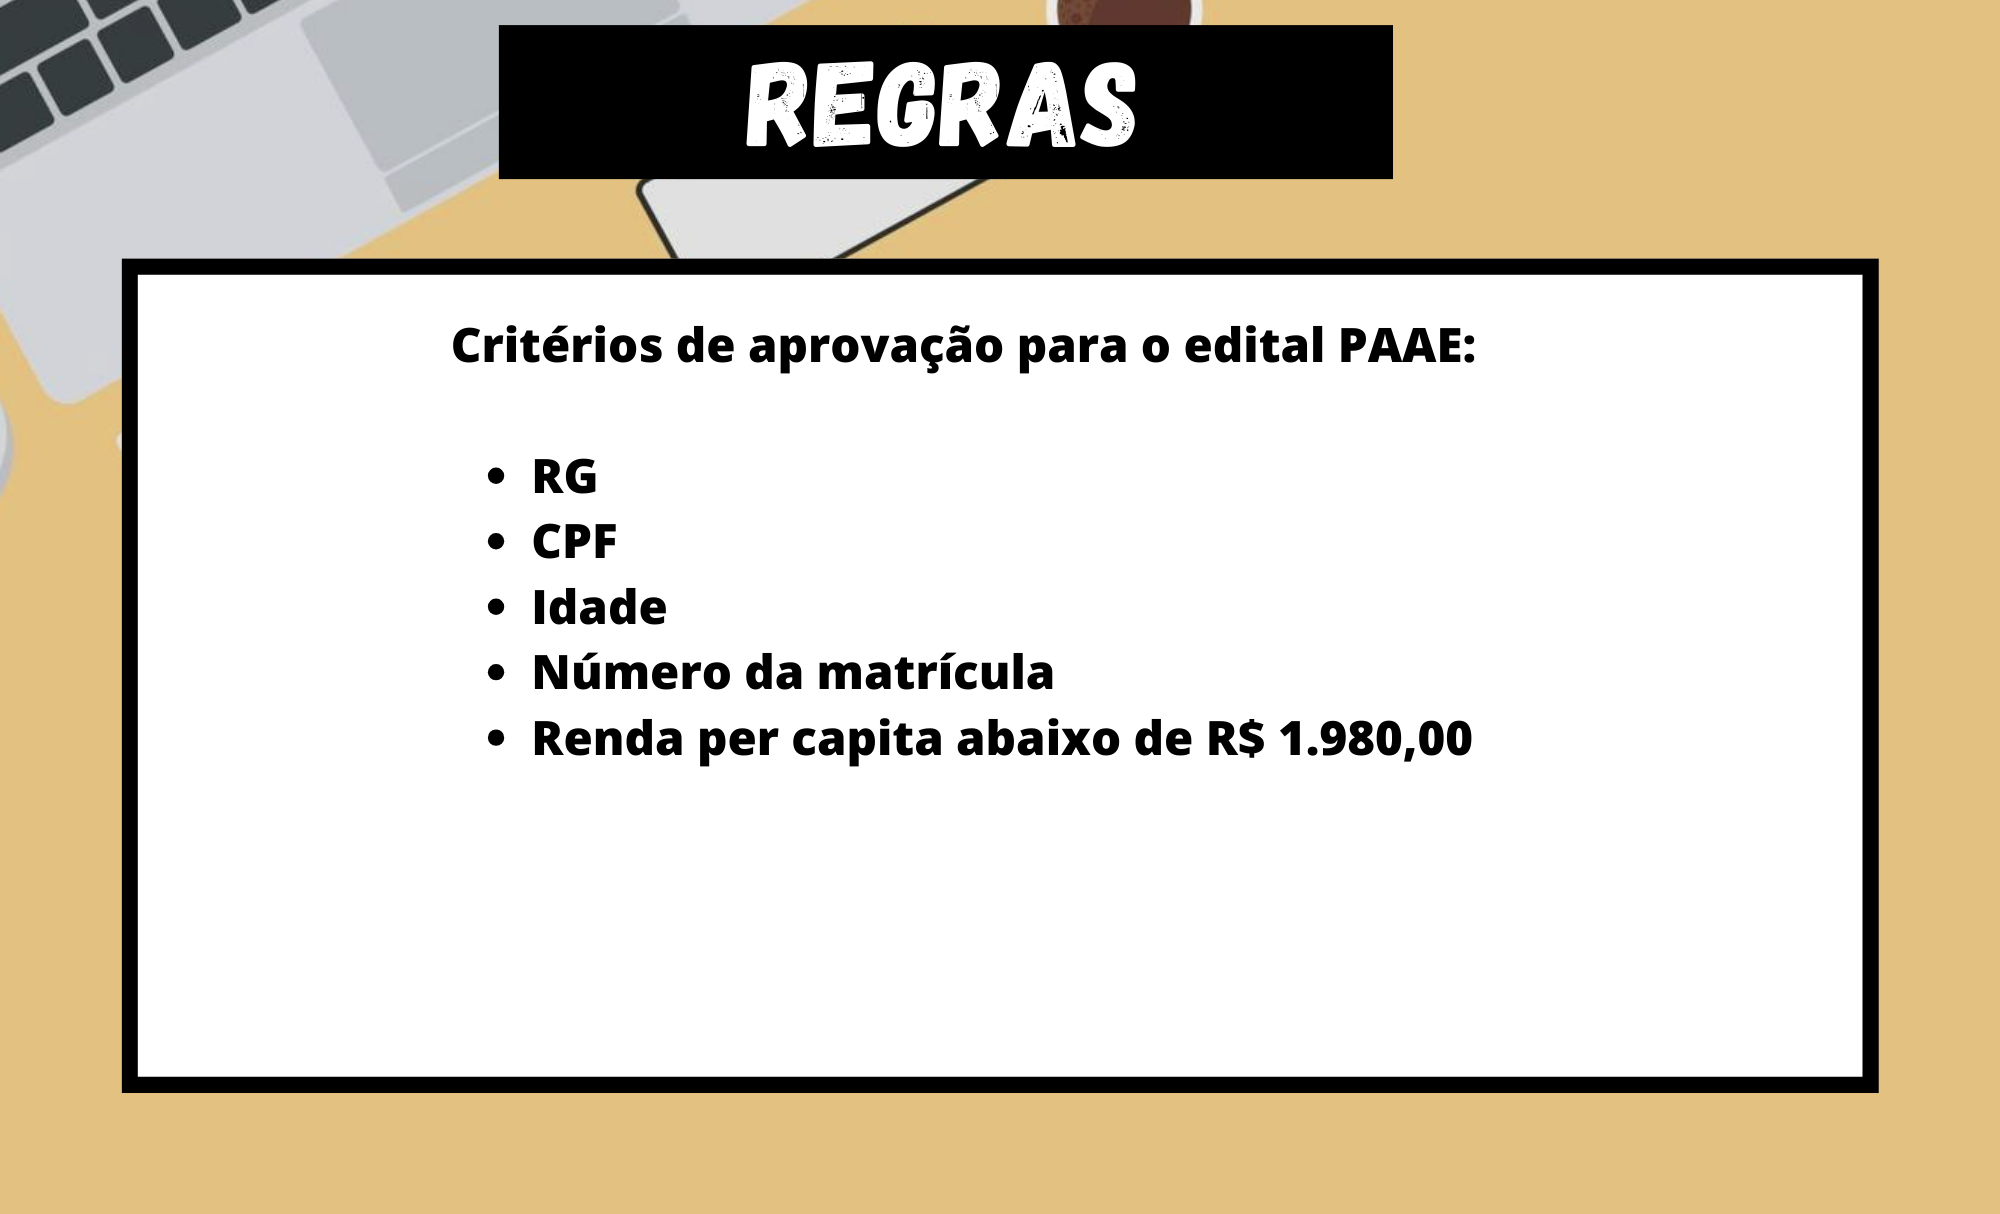 REGRAS
Critérios de aprovação para o edital PAAE:
• RG
• CPF
• Idade
• Número da matrícula
• Renda per capita abaixo de R$ 1.980,00